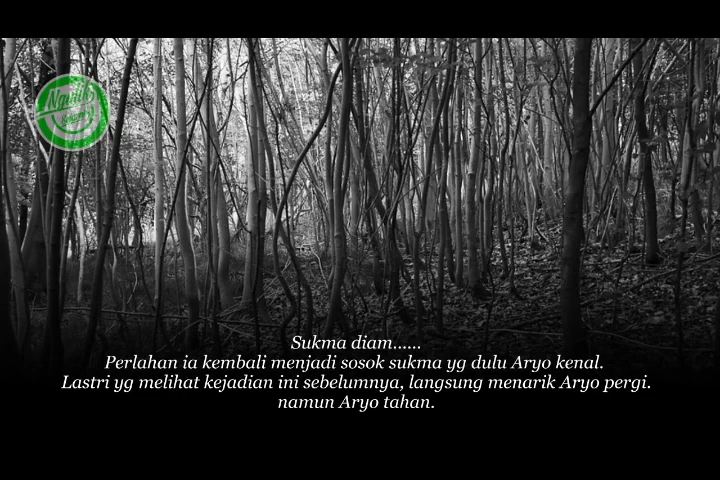 Ngulik
Sukma diam......
Perlahan ia kembali menjadi sosok sukma yg dulu Aryo kenal.
Lastri yg melihat kejadian ini sebelumnya, langsung menarik Aryo pergi.
namun Aryo tahan.